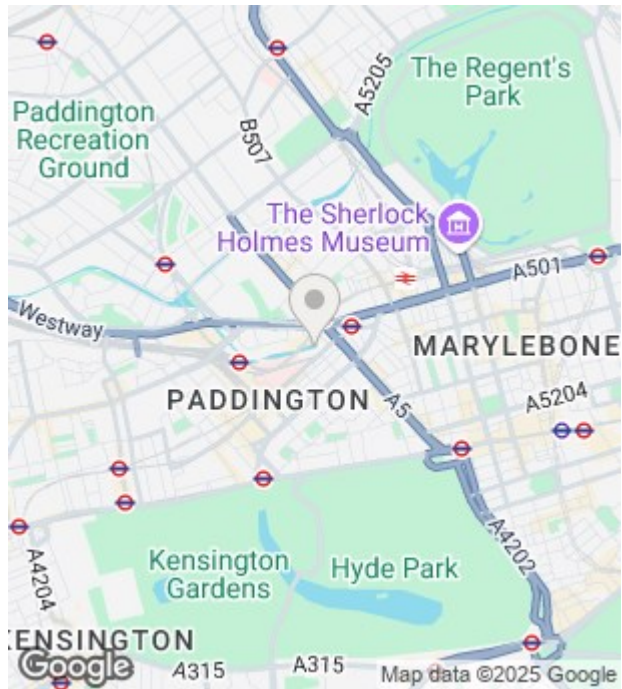 The Regent's
Park
A5205
Paddington
Recreation
Ground
B507
The Sherlock
Holmes Museum
A501
Westway
MARYLEBONE
PADDINGTON
A5
A5204
A4202
A4204
Kensington
Gardens
Hyde Park
KENSINGTON
A315
A315
Google
Map data ©2025 Google